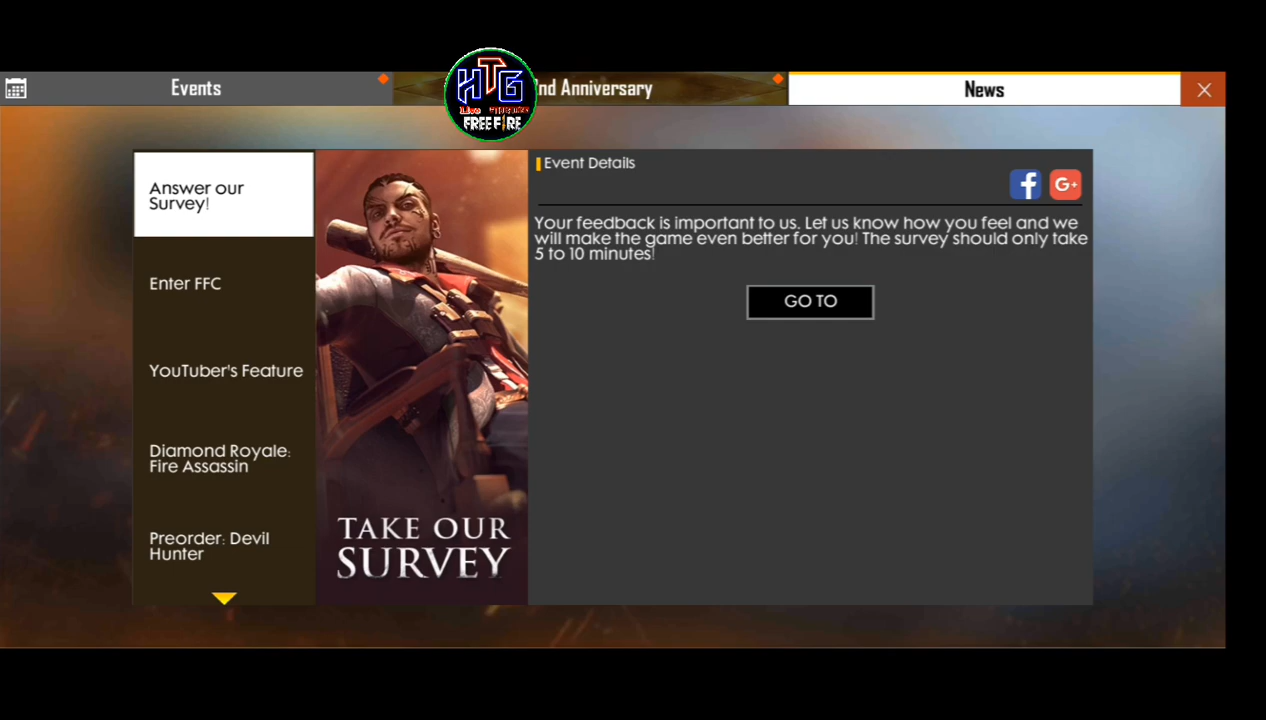 Events
2nd Anniversary
News
HTG
FREE FIRE
Answer our
Survey!
Enter FFC
YouTuber's Feature
Diamond Royale:
Fire Assassin
Preorder: Devil
Hunter
TAKE OUR
SURVEY
Event Details
f G+
Your feedback is important to us. Let us know how you feel and we
will make the game even better for you! The survey should only take
5 to 10 minutes!
GO TO